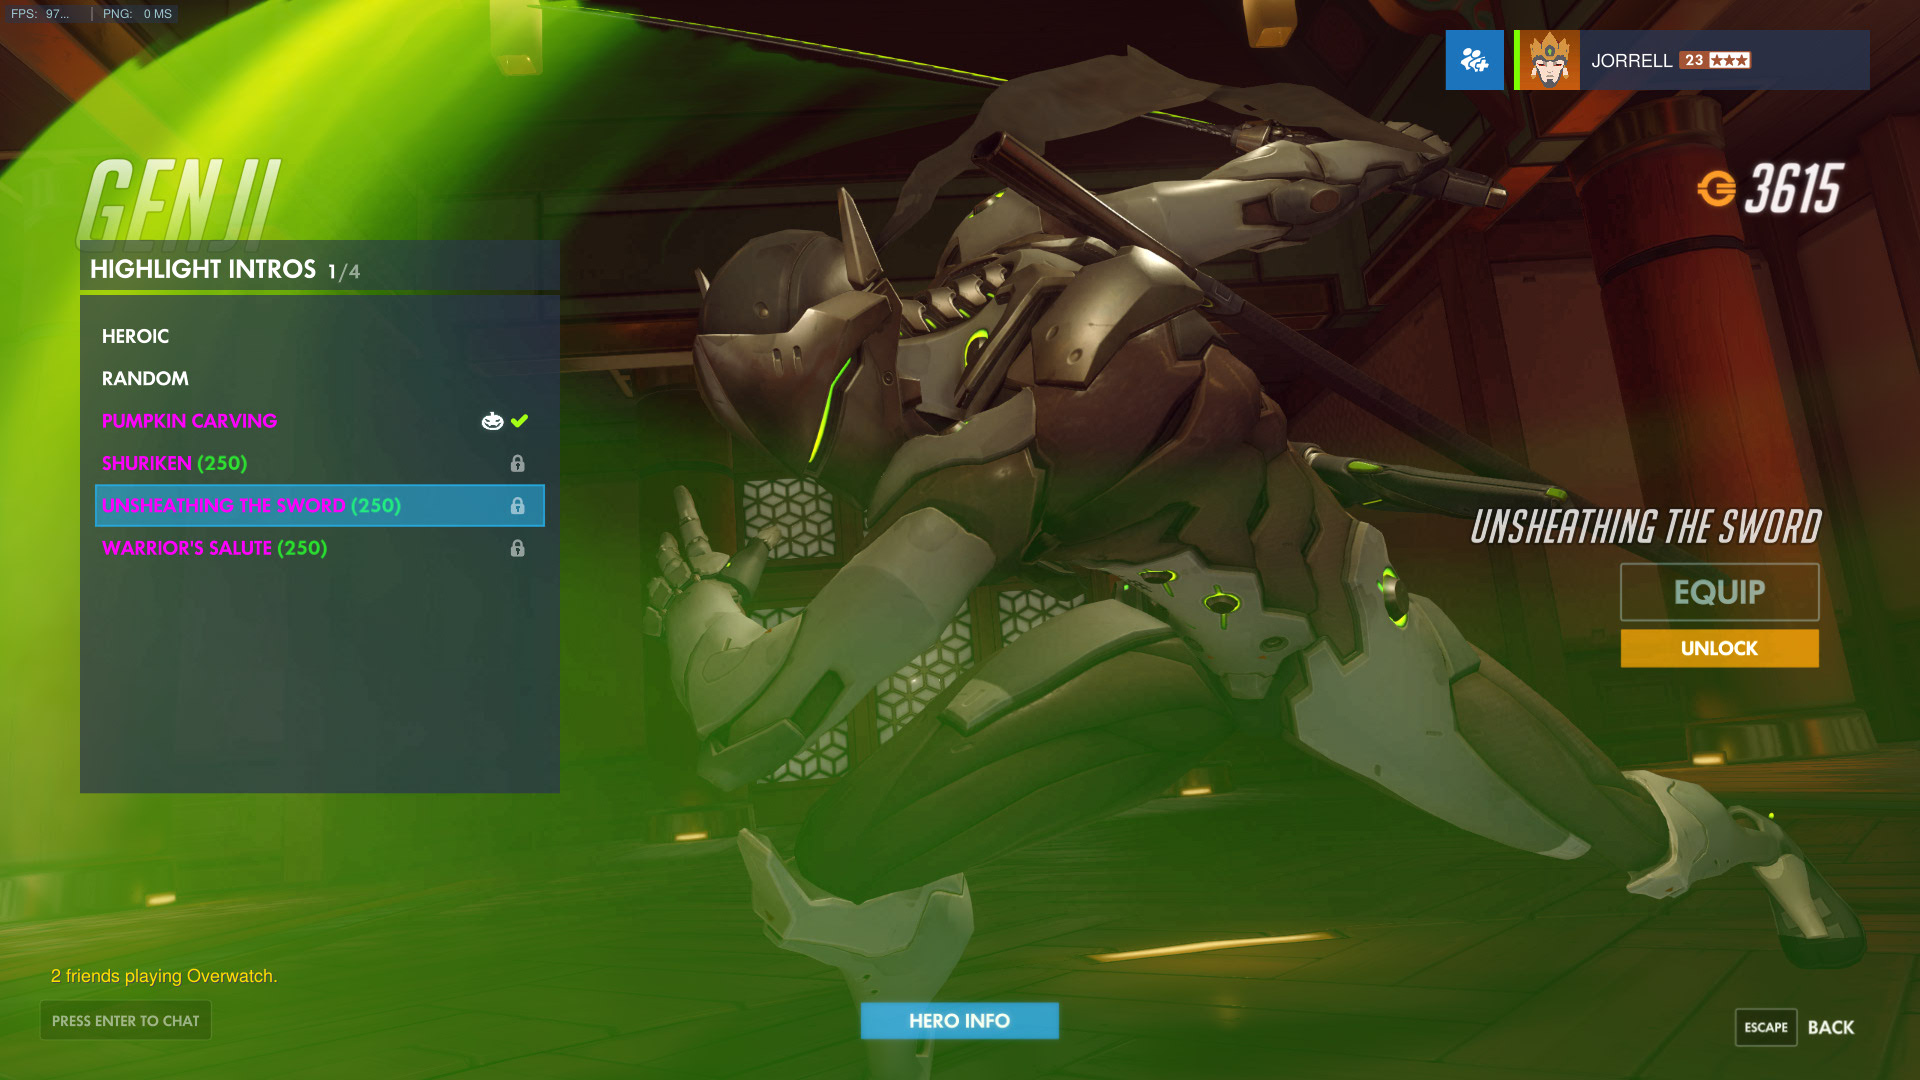 FPS: 97... | PNG: 0 MS
JORRELL 23
GENJI
3615
HIGHLIGHT INTROS 1/4
HEROIC
RANDOM
PUMPKIN CARVING
SHURIKEN (250)
UNSHEATHING THE SWORD (250)
WARRIOR'S SALUTE (250)
UNSHEATHING THE SWORD
EQUIP
UNLOCK
2 friends playing Overwatch.
PRESS ENTER TO CHAT
HERO INFO
ESCAPE BACK